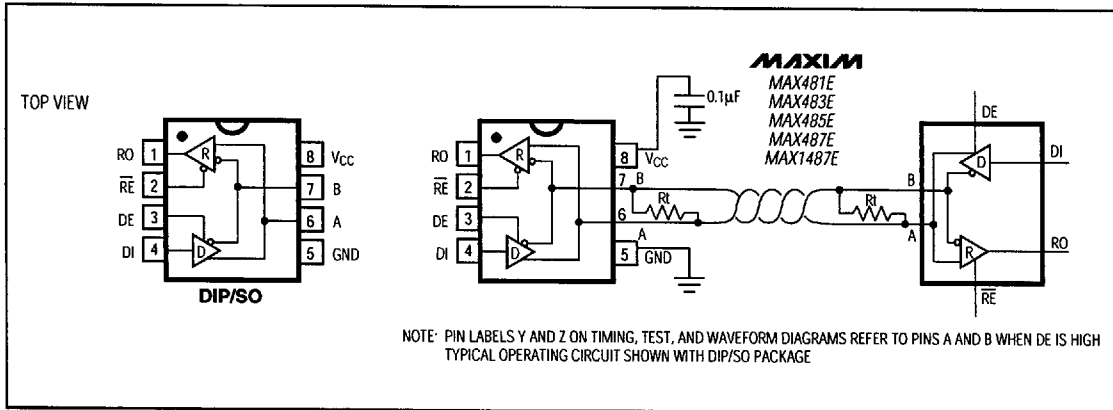 TOP VIEW
RO 1
RE 2
DE 3
DI 4
8 VCC
7 B
6 A
5 GND
R
D
DIP/SO
RO 1
RE 2
DE 3
DI 4
R
D
8 VCC
7 B
6 A
5 GND
0.1µF
Rt
Rt
MAXIM
MAX481E
MAX483E
MAX485E
MAX487E
MAX1487E
DE
D
DI
B
A
R
RO
RE
NOTE: PIN LABELS Y AND Z ON TIMING, TEST, AND WAVEFORM DIAGRAMS REFER TO PINS A AND B WHEN DE IS HIGH
TYPICAL OPERATING CIRCUIT SHOWN WITH DIP/SO PACKAGE